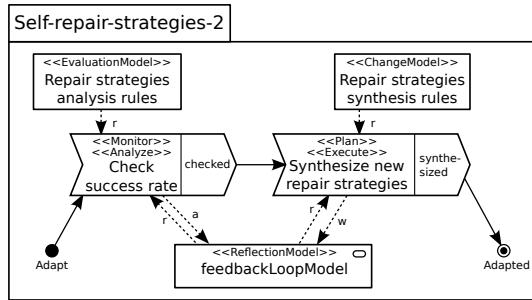 Self-repair-strategies-2
<<EvaluationModel>>
Repair strategies
analysis rules
<<ChangeModel>>
Repair strategies
synthesis rules
r
r
<<Monitor>>
<<Analyze>>
Check
success rate
checked
<<Plan>>
<<Execute>>
Synthesize new
repair strategies
synthe-
sized
r
a
r
w
Adapt
<<ReflectionModel>>
feedbackLoopModel
Adapted